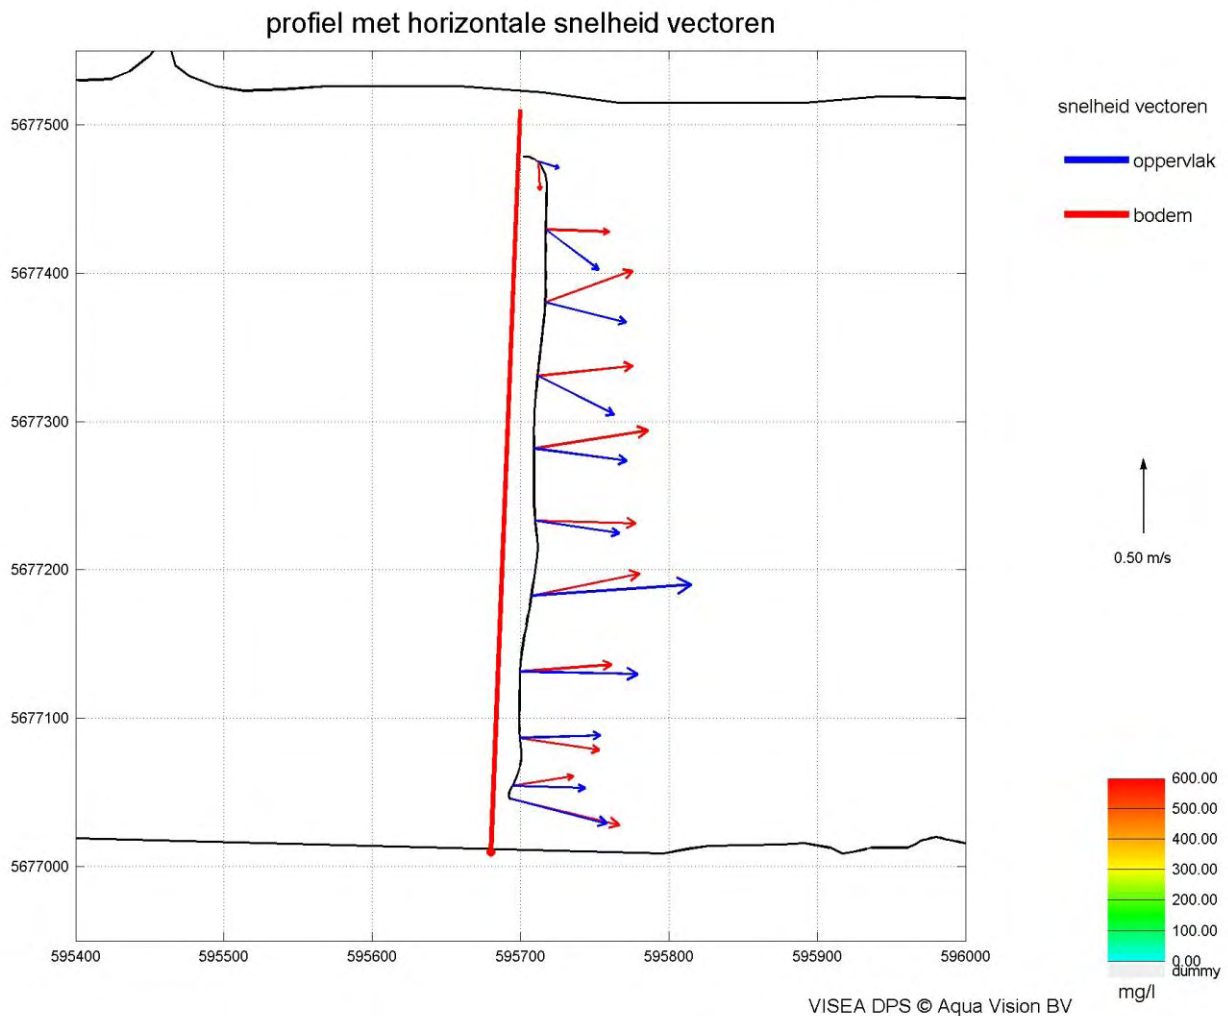 profiel met horizontale snelheid vectoren
snelheid vectoren
oppervlak
bodem
5677500
5677400
5677300
5677200
5677100
5677000
0.50 m/s
600.00
500.00
400.00
300.00
200.00
100.00
0.00
dummy
mg/l
595400 595500 595600 595700 595800 595900 596000
VISEA DPS © Aqua Vision BV